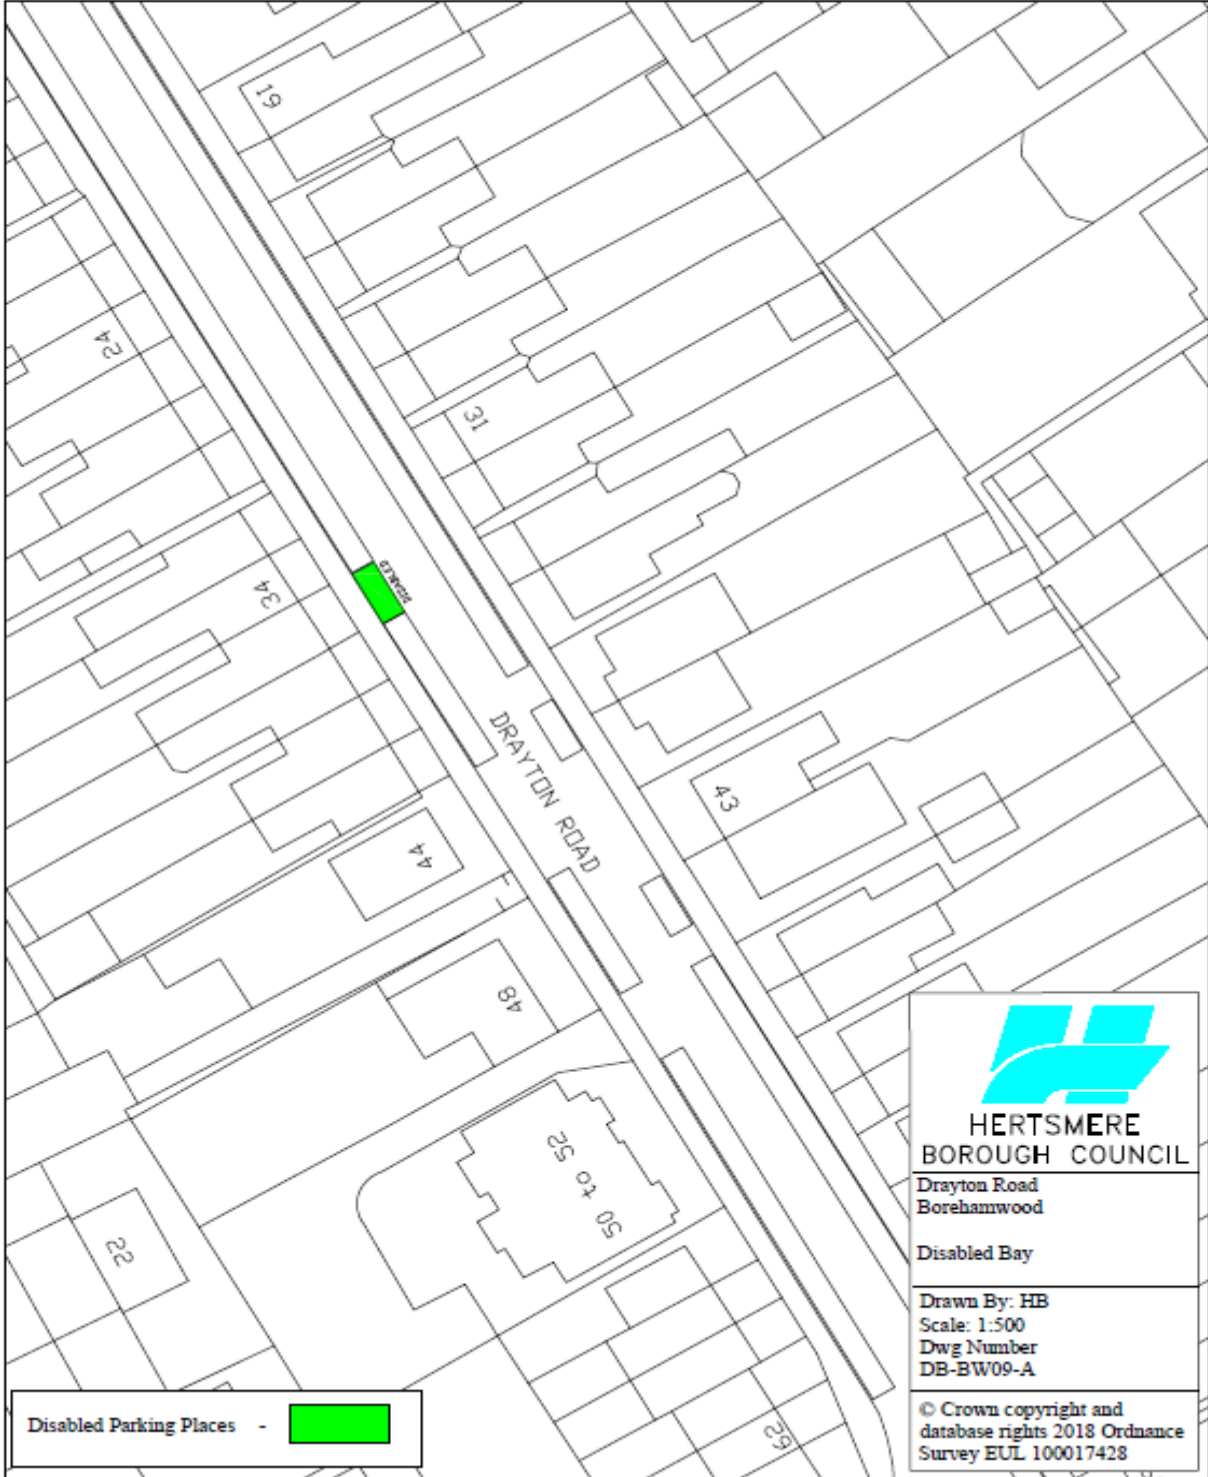 19
24
31
DISABLED
34
DRAYTON ROAD
43
44
48
50 to 52
22
62
HERTSMERE
BOROUGH COUNCIL
Drayton Road
Borehamwood
Disabled Bay
Drawn By: HB
Scale: 1:500
Dwg Number
DB-BW09-A
© Crown copyright and
database rights 2018 Ordnance
Survey EUL 100017428
Disabled Parking Places -